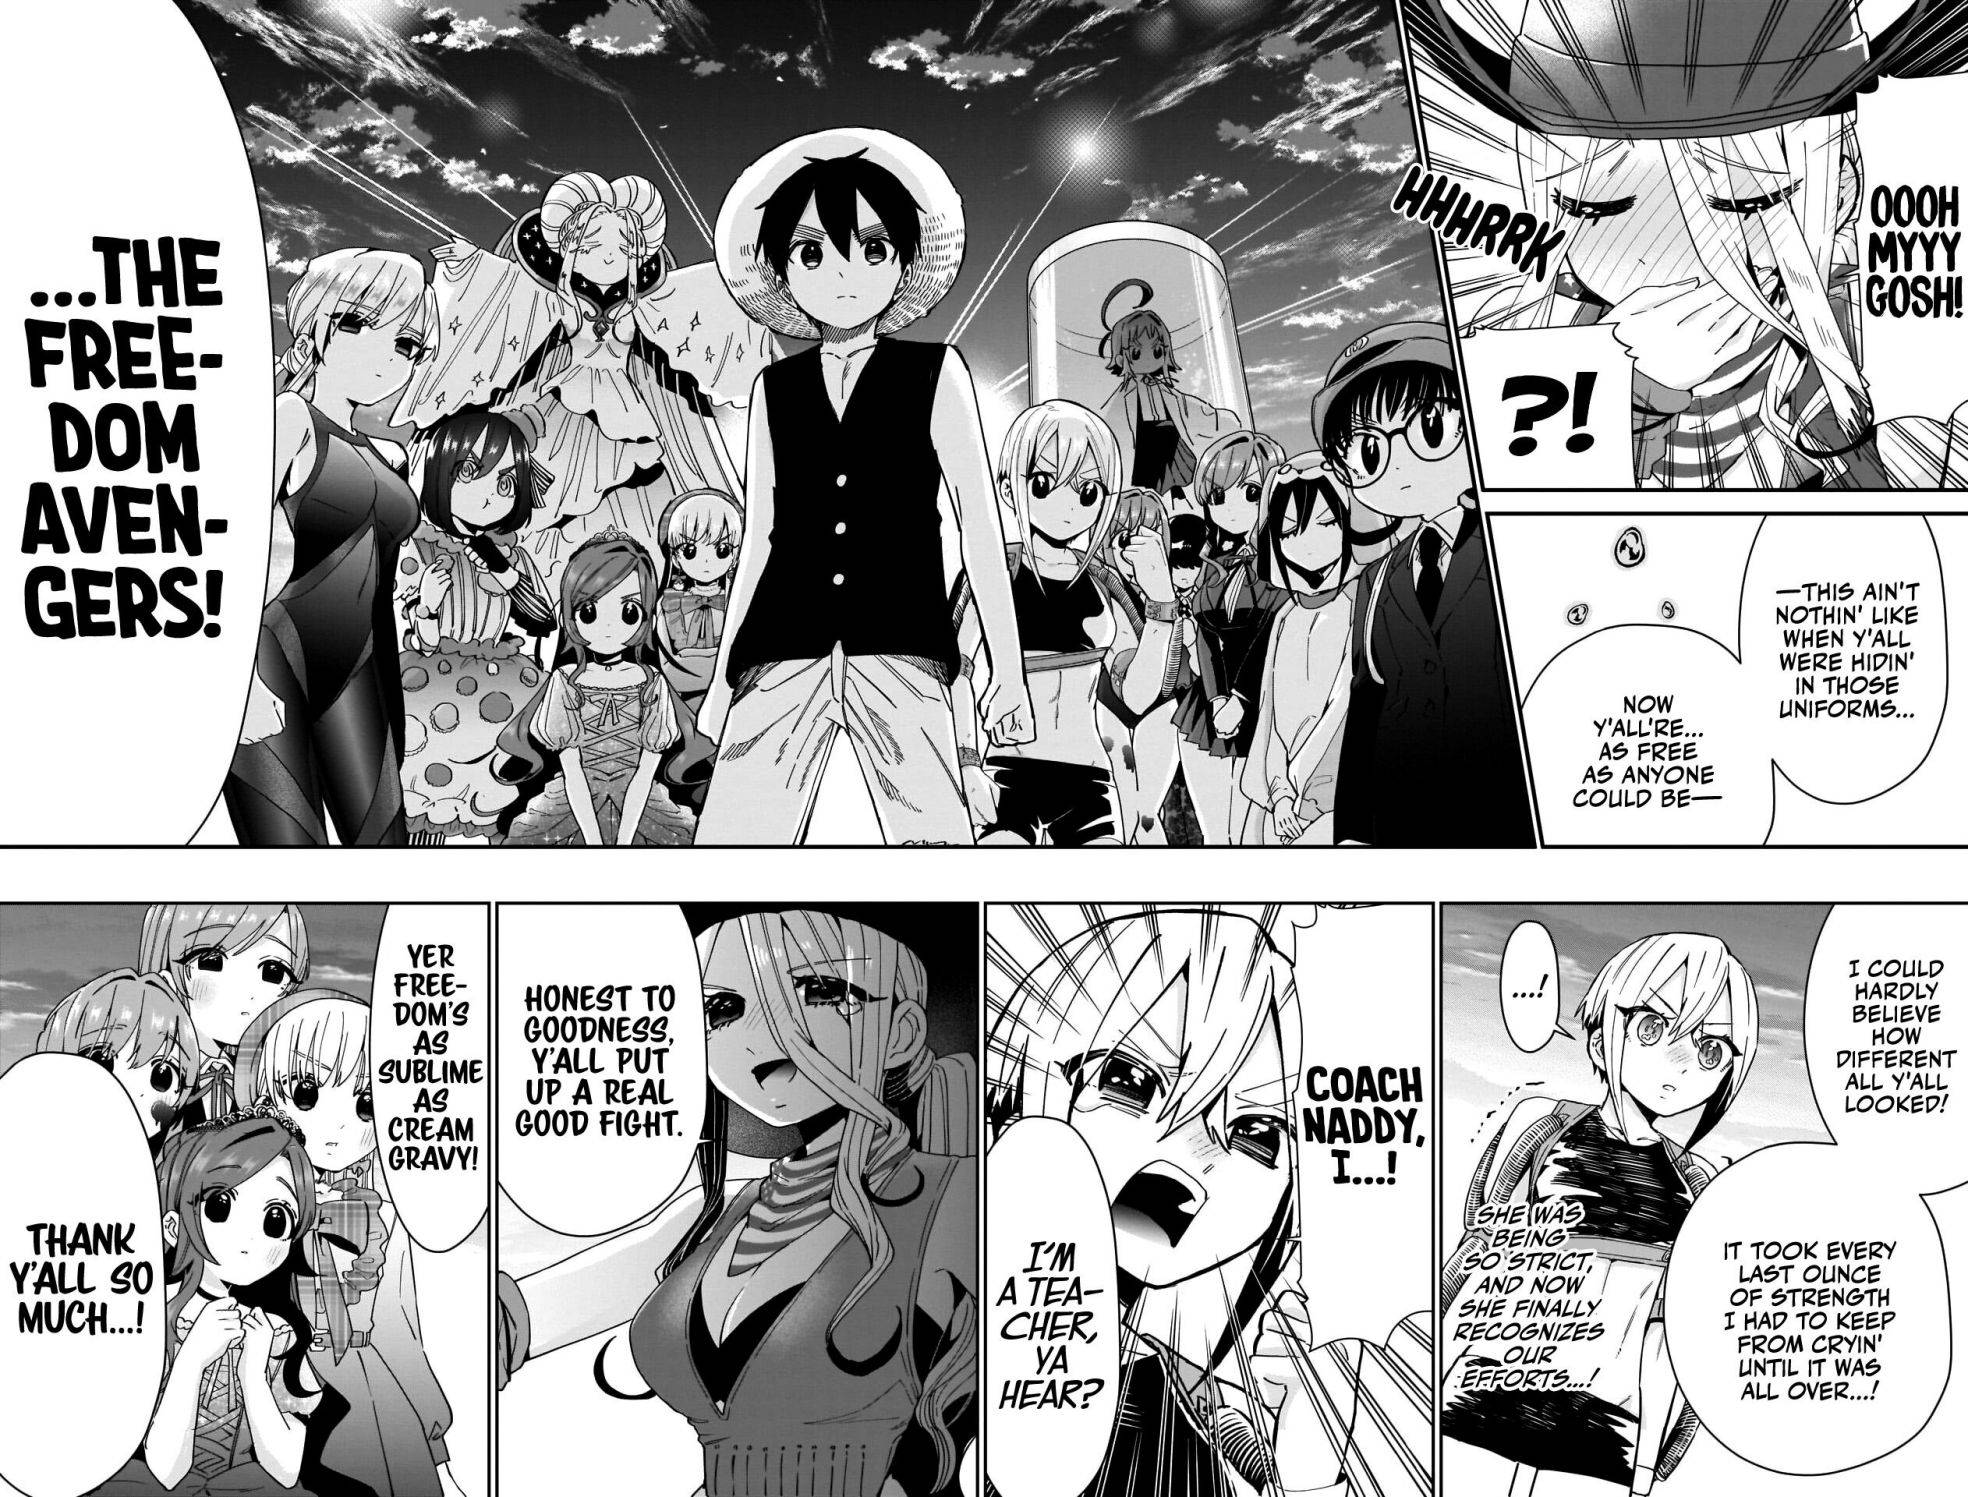 OOOH
MYYY
GOSH!
HHHRRK
?!
—THIS AIN'T
NOTHIN' LIKE
WHEN Y'ALL
WERE HIDIN'
IN THOSE
UNIFORMS...
NOW
Y'ALL'RE...
AS FREE
AS ANYONE
COULD BE—
...THE
FREE-
DOM
AVEN-
GERS!
I COULD
HARDLY
BELIEVE
HOW
DIFFERENT
ALL Y'ALL
LOOKED!
IT TOOK EVERY
LAST OUNCE
OF STRENGTH
I HAD TO KEEP
FROM CRYIN'
UNTIL IT WAS
ALL OVER...!
...!
SHE WAS
BEING
SO STRICT,
AND NOW
SHE FINALLY
RECOGNIZES
OUR
EFFORTS...!
COACH
NADDY,
I...!
I'M
A TEA-
CHER,
YA
HEAR?
HONEST TO
GOODNESS,
Y'ALL PUT
UP A REAL
GOOD FIGHT.
YER
FREE-
DOM'S
AS
SUBLIME
AS
CREAM
GRAVY!
THANK
Y'ALL SO
MUCH...!